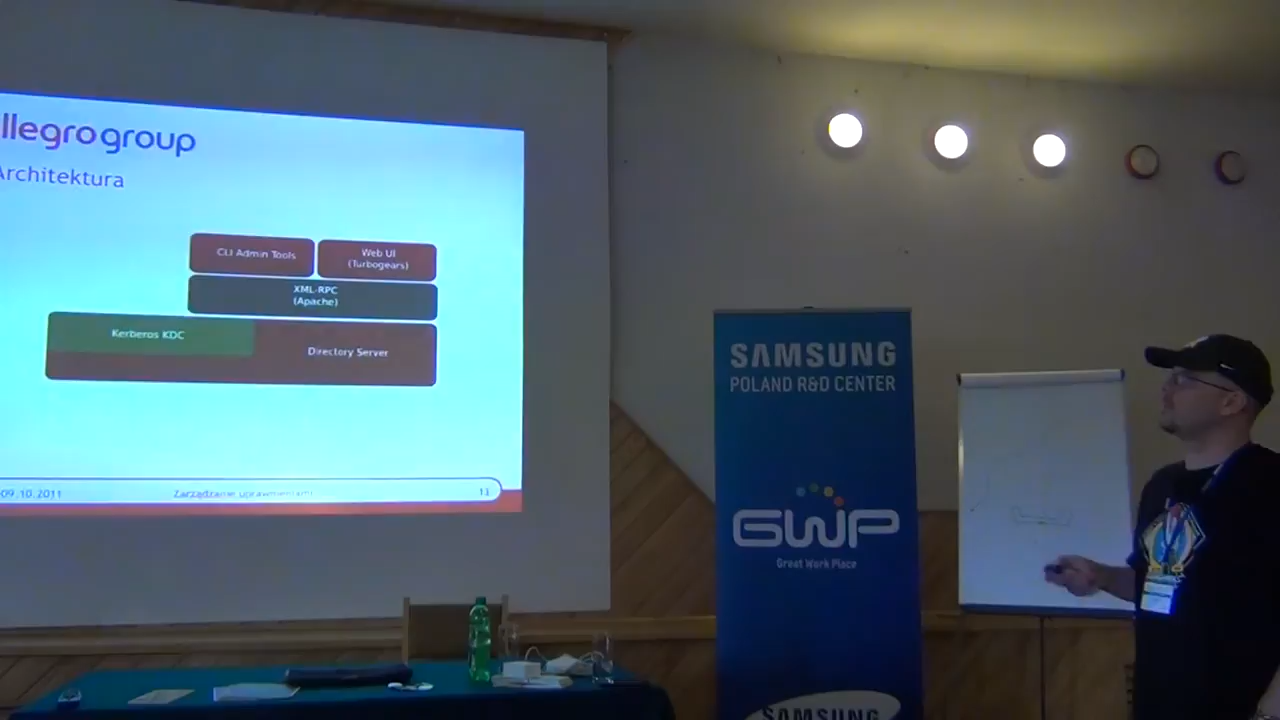 llegrogroup
Architektura
CLI Admin Tools
Web UI
(Turbogears)
XML-RPC
(Apache)
Kerberos KDC
Directory Server
09.10.2011
Zarządzanie uprawnieniami
11
SAMSUNG
POLAND R&D CENTER
GWP
Great Work Place
SAMSUNG